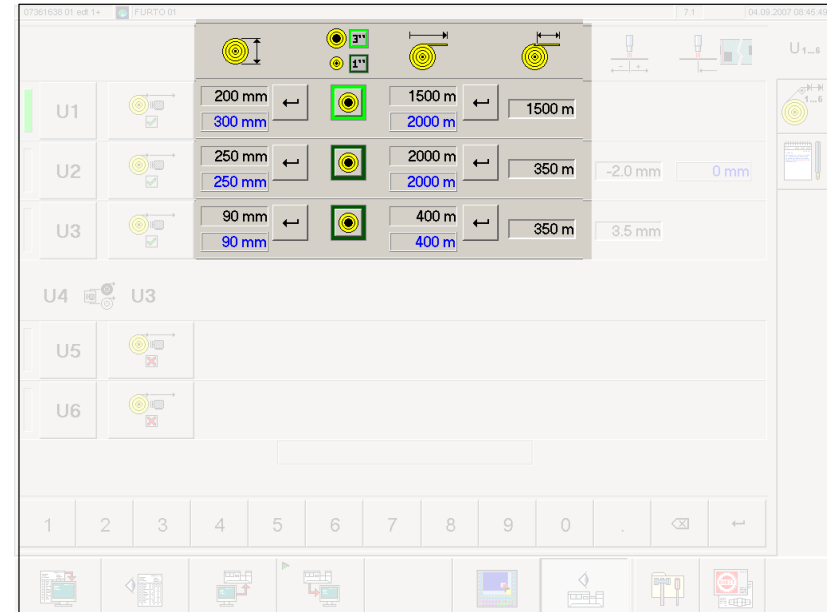 07361638 01 edt 1+ FURTO 01 7.1 04.09.2007 08:45:49
3'' 1''
U1...6
U1 200 mm 300 mm 1500 m 2000 m 1500 m
1...6
U2 250 mm 250 mm 2000 m 2000 m 350 m -2.0 mm 0 mm
U3 90 mm 90 mm 400 m 400 m 350 m 3.5 mm
U4 U3
U5
U6
1 2 3 4 5 6 7 8 9 0 .